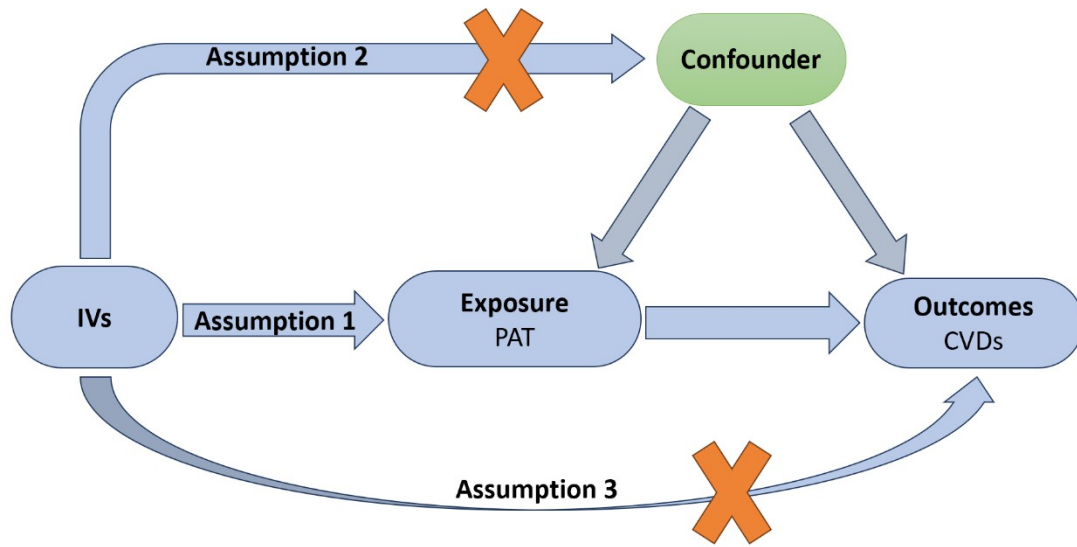 Assumption 2
Confounder
IVs
Assumption 1
Exposure
PAT
Outcomes
CVDs
Assumption 3